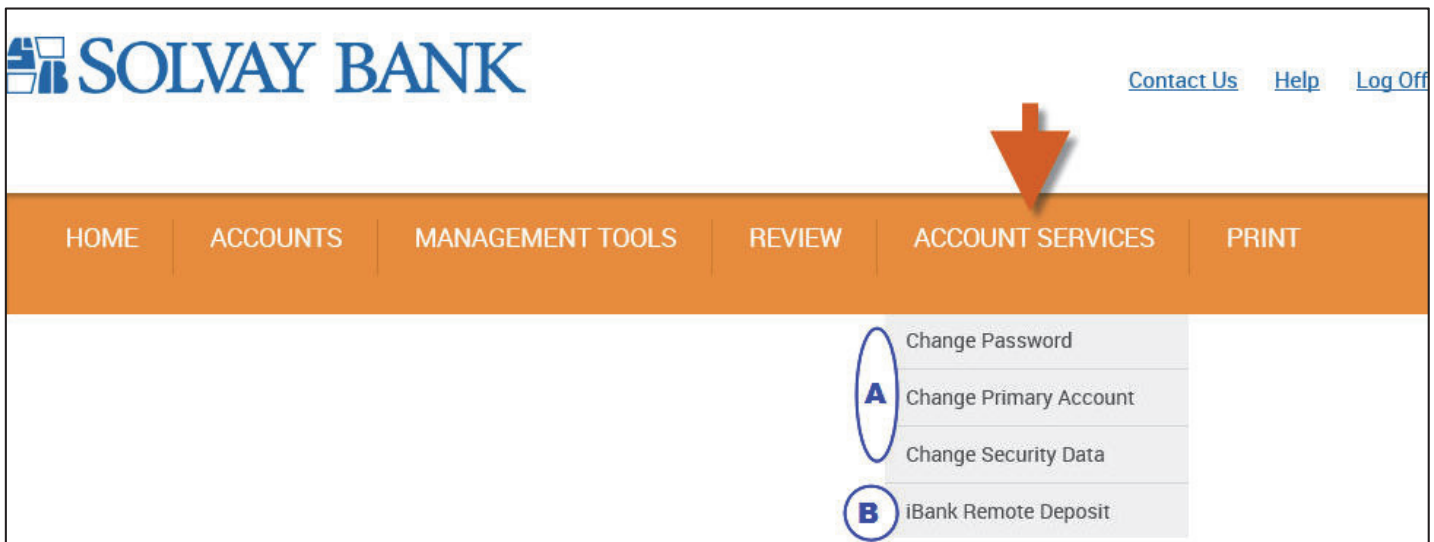 SB SOLVAY BANK
Contact Us Help Log Off
HOME ACCOUNTS MANAGEMENT TOOLS REVIEW ACCOUNT SERVICES PRINT
Change Password
A Change Primary Account
Change Security Data
B iBank Remote Deposit